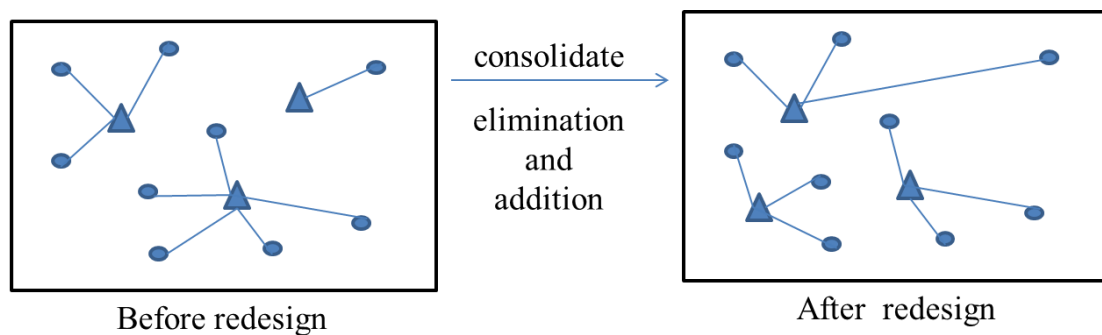 consolidate
elimination
and
addition
Before redesign
After redesign